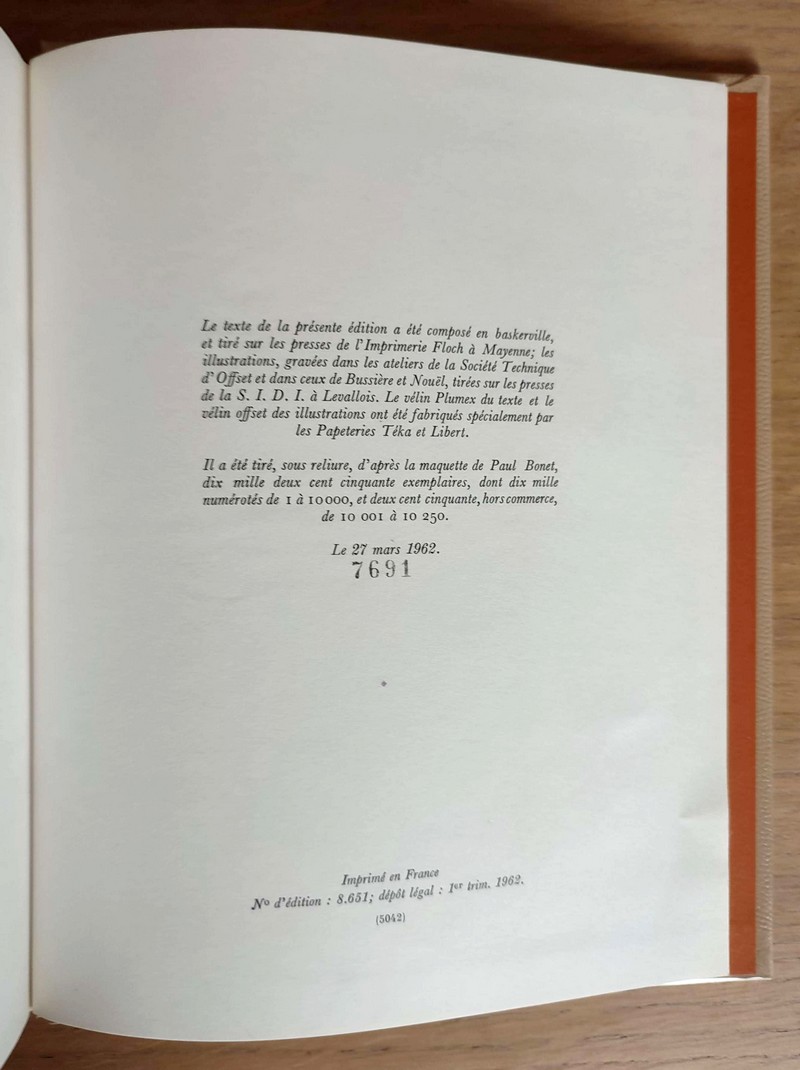 Le texte de la présente édition a été composé en baskerville,
et tiré sur les presses de l'Imprimerie Floch à Mayenne; les
illustrations, gravées dans les ateliers de la Société Technique
d'Offset et dans ceux de Bussière et Nouël, tirées sur les presses
de la S. I. D. I. à Levallois. Le vélin Plumex du texte et le
vélin offset des illustrations ont été fabriqués spécialement par
les Papeteries Téka et Libert.
Il a été tiré, sous reliure, d'après la maquette de Paul Bonet,
dix mille deux cent cinquante exemplaires, dont dix mille
numérotés de 1 à 10000, et deux cent cinquante, hors commerce,
de 10 001 à 10 250.
Le 27 mars 1962.
7691
Imprimé en France
Nº d'édition : 8.651; dépôt légal : 1er trim. 1962.
(5042)